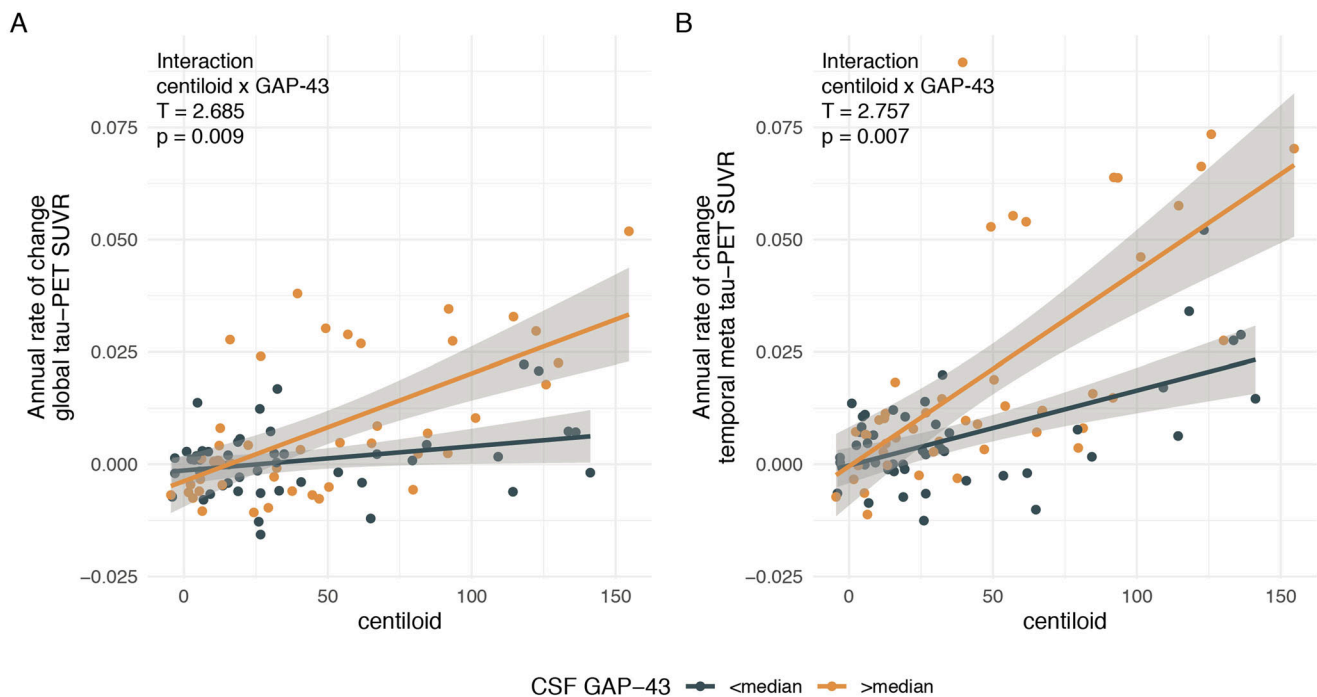 A
Interaction
centiloid x GAP-43
T = 2.685
p = 0.009
Annual rate of change
global tau-PET SUVR
0.075
0.050
0.025
0.000
−0.025
0
50
100
150
centiloid
B
Interaction
centiloid x GAP-43
T = 2.757
p = 0.007
Annual rate of change
temporal meta tau-PET SUVR
0.075
0.050
0.025
0.000
−0.025
0
50
100
150
centiloid
CSF GAP-43 <median >median